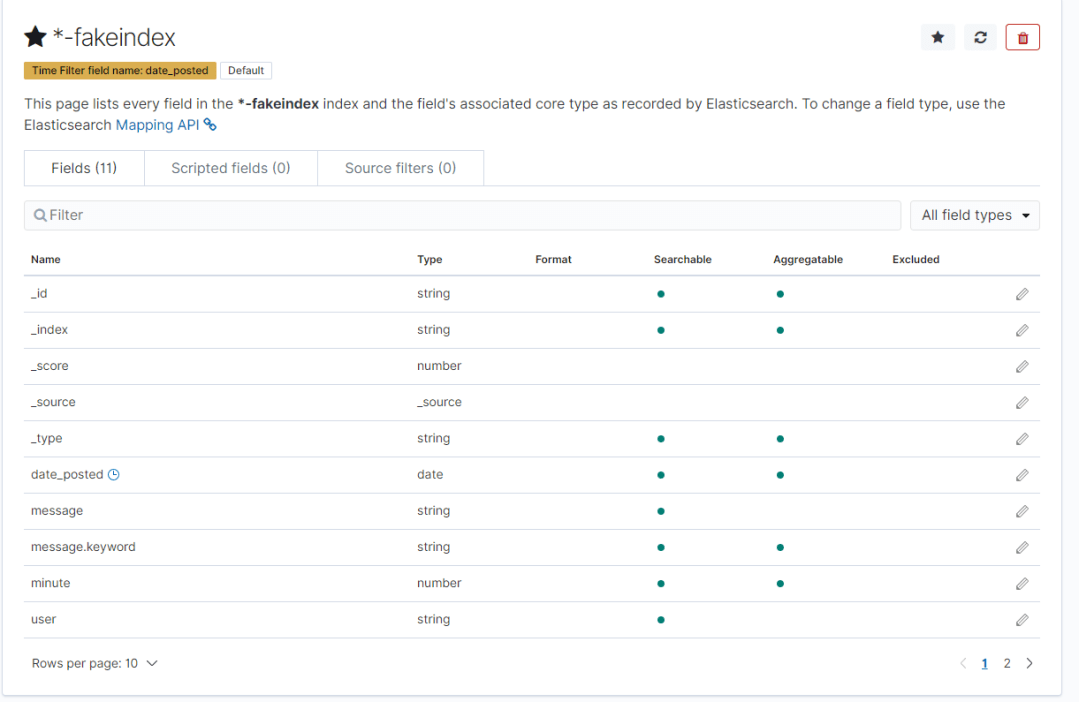 *-fakeindex
Time Filter field name: date_posted Default
This page lists every field in the *-fakeindex index and the field's associated core type as recorded by Elasticsearch. To change a field type, use the
Elasticsearch Mapping API
Fields (11) Scripted fields (0) Source filters (0)
Filter All field types
Name Type Format Searchable Aggregatable Excluded
_id string
_index string
_score number
_source _source
_type string
date_posted date
message string
message.keyword string
minute number
user string
Rows per page: 10 1 2